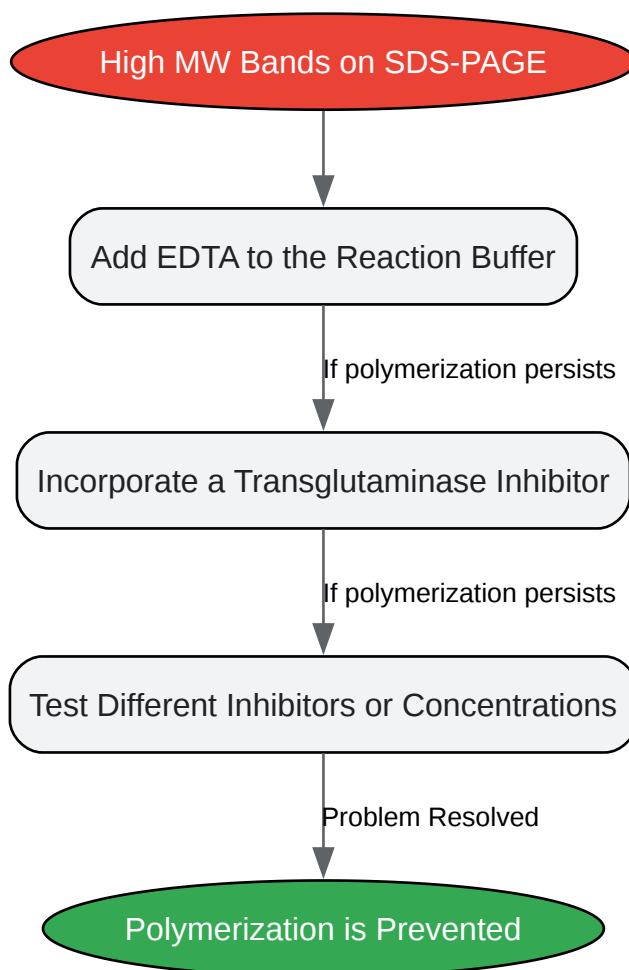 High MW Bands on SDS-PAGE
Add EDTA to the Reaction Buffer
If polymerization persists
Incorporate a Transglutaminase Inhibitor
If polymerization persists
Test Different Inhibitors or Concentrations
Problem Resolved
Polymerization is Prevented